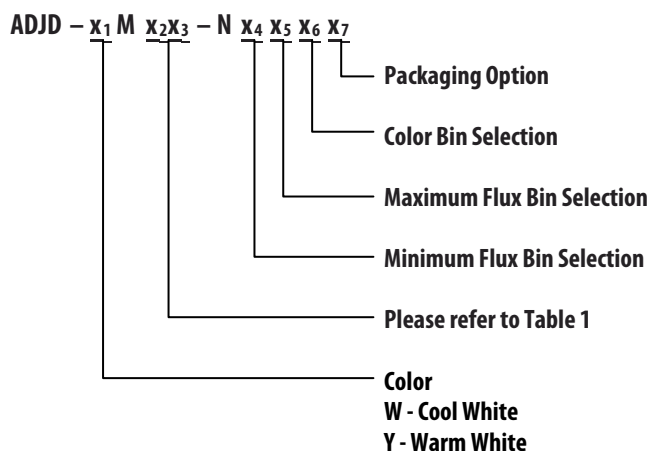 ADJD – x1 M x2x3 – N x4 x5 x6 x7
Packaging Option
Color Bin Selection
Maximum Flux Bin Selection
Minimum Flux Bin Selection
Please refer to Table 1
Color
W - Cool White
Y - Warm White